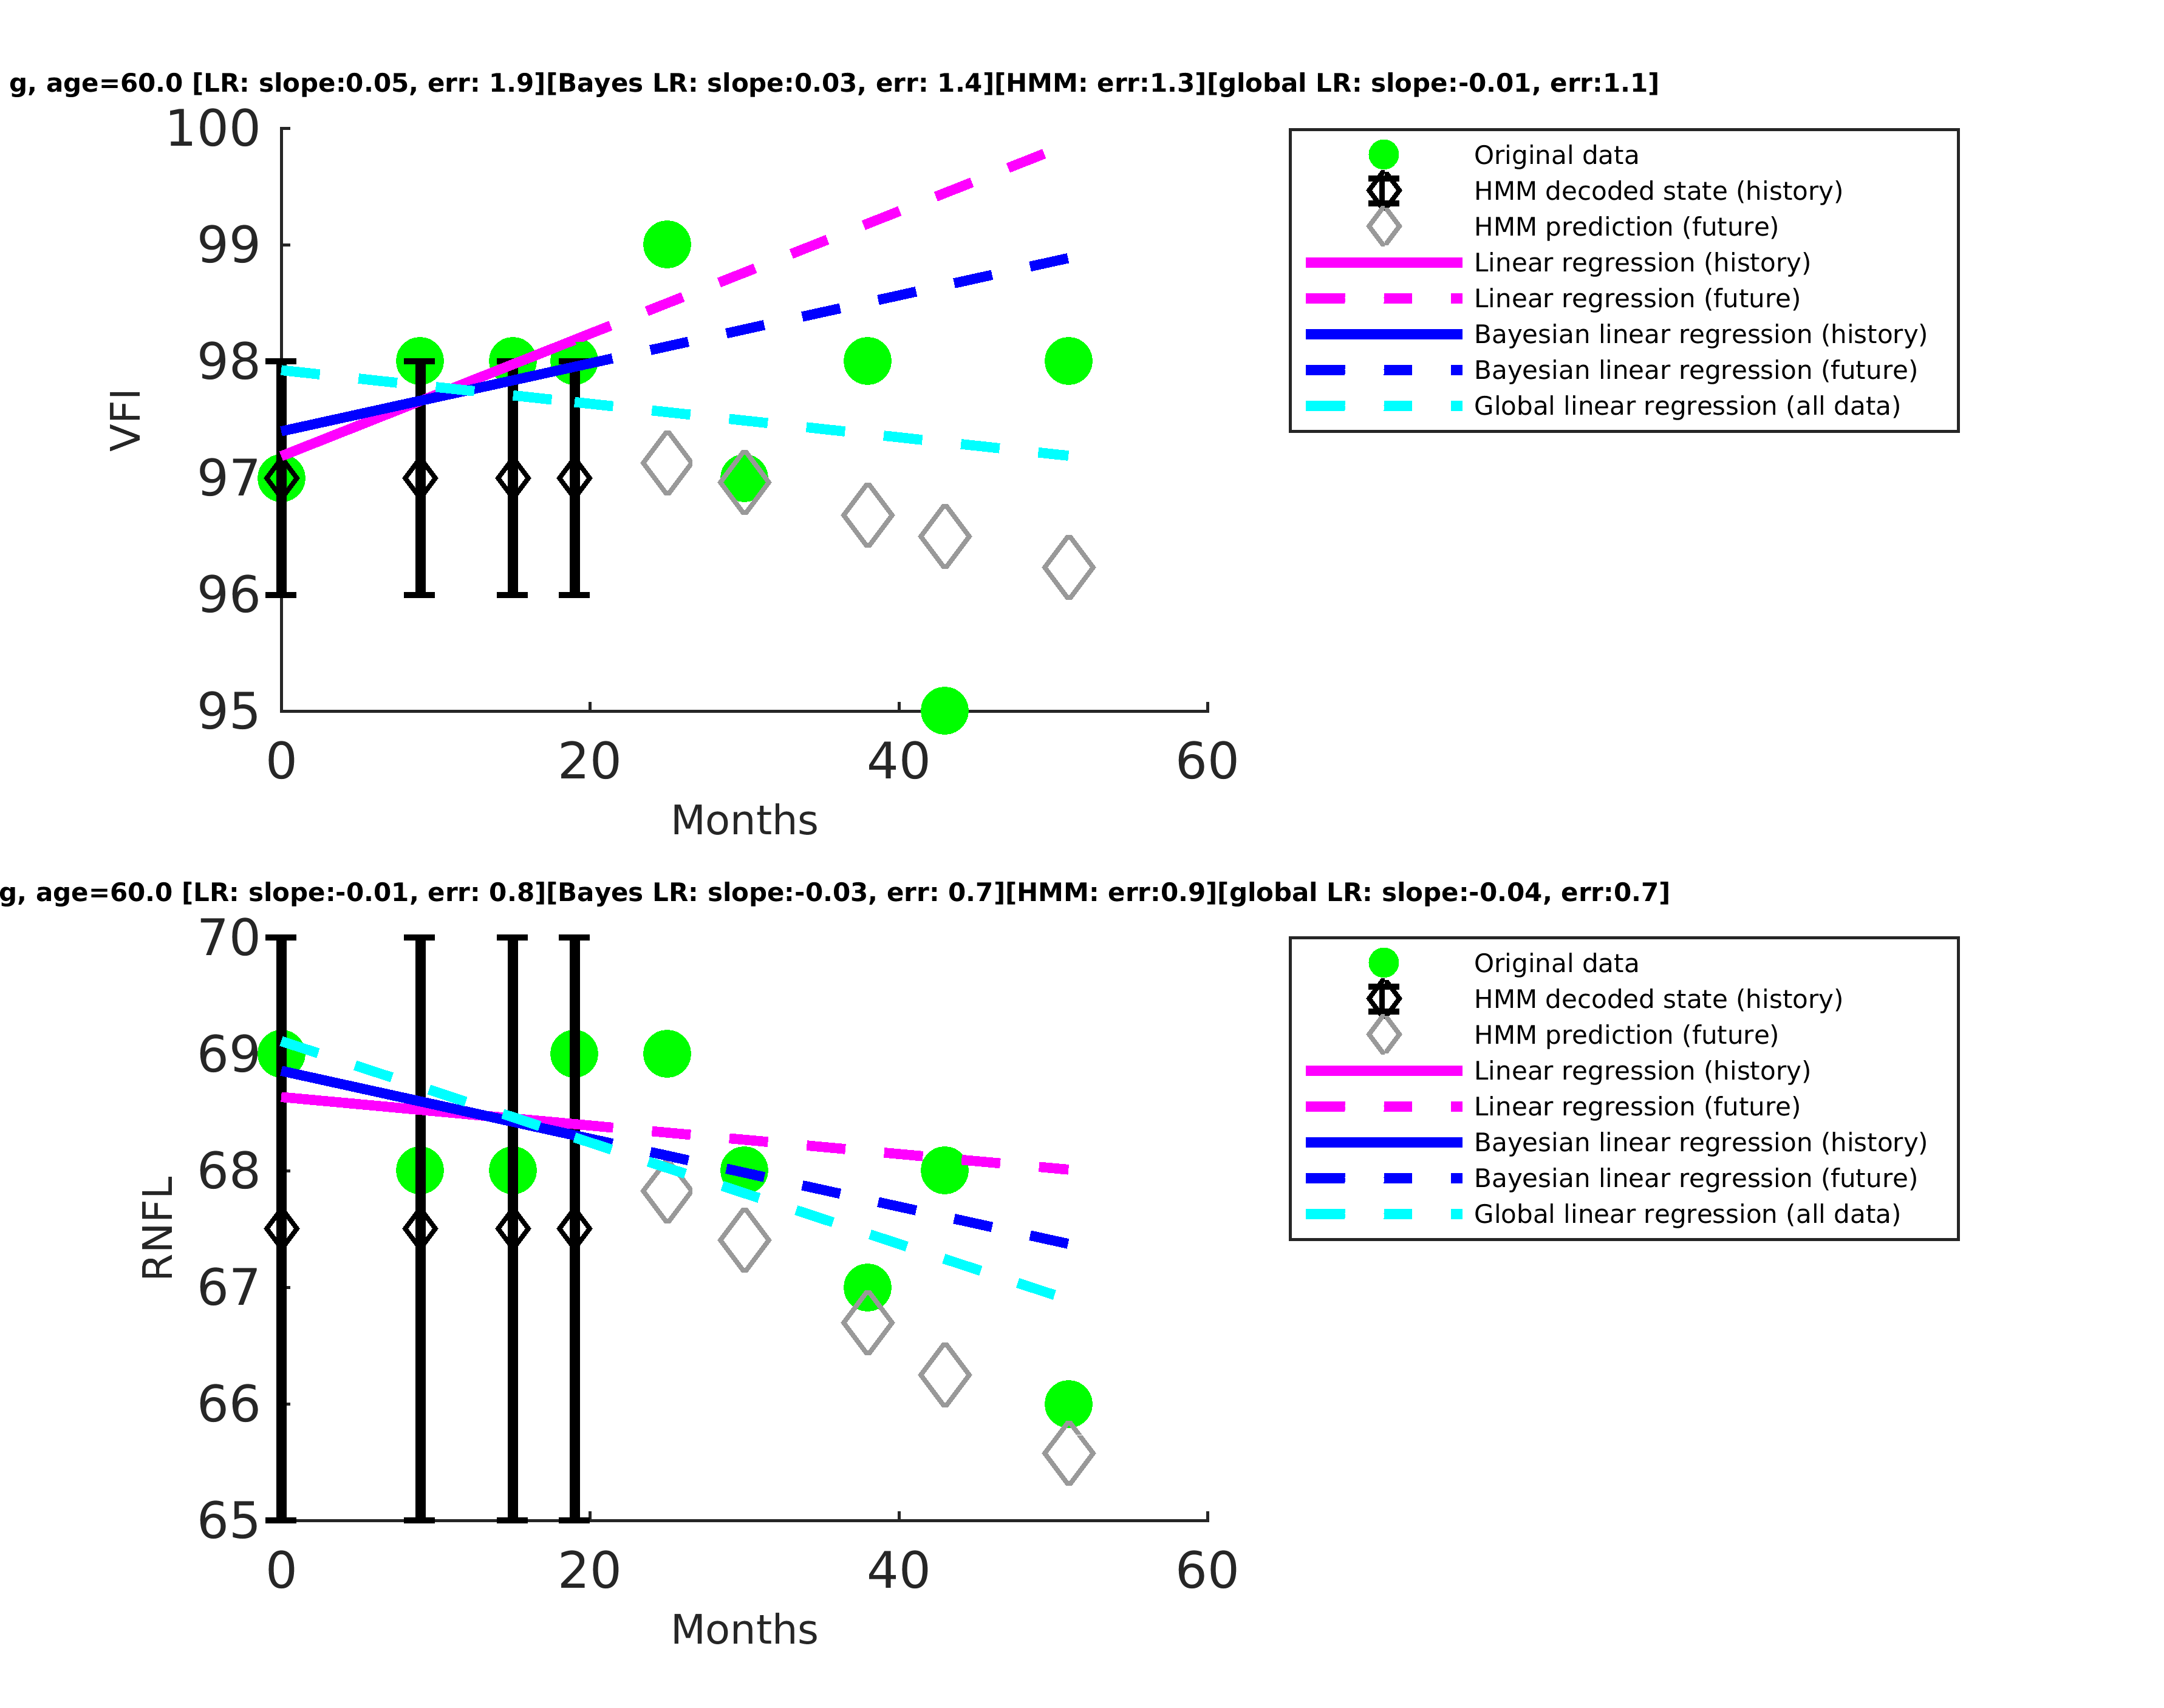 g, age=60.0 [LR: slope:0.05, err: 1.9][Bayes LR: slope:0.03, err: 1.4][HMM: err:1.3][global LR: slope:-0.01, err:1.1]
100
99
98
97
96
95
VFI
0 20 40 60
Months
Original data
HMM decoded state (history)
HMM prediction (future)
Linear regression (history)
Linear regression (future)
Bayesian linear regression (history)
Bayesian linear regression (future)
Global linear regression (all data)
g, age=60.0 [LR: slope:-0.01, err: 0.8][Bayes LR: slope:-0.03, err: 0.7][HMM: err:0.9][global LR: slope:-0.04, err:0.7]
70
69
68
67
66
65
RNFL
0 20 40 60
Months
Original data
HMM decoded state (history)
HMM prediction (future)
Linear regression (history)
Linear regression (future)
Bayesian linear regression (history)
Bayesian linear regression (future)
Global linear regression (all data)